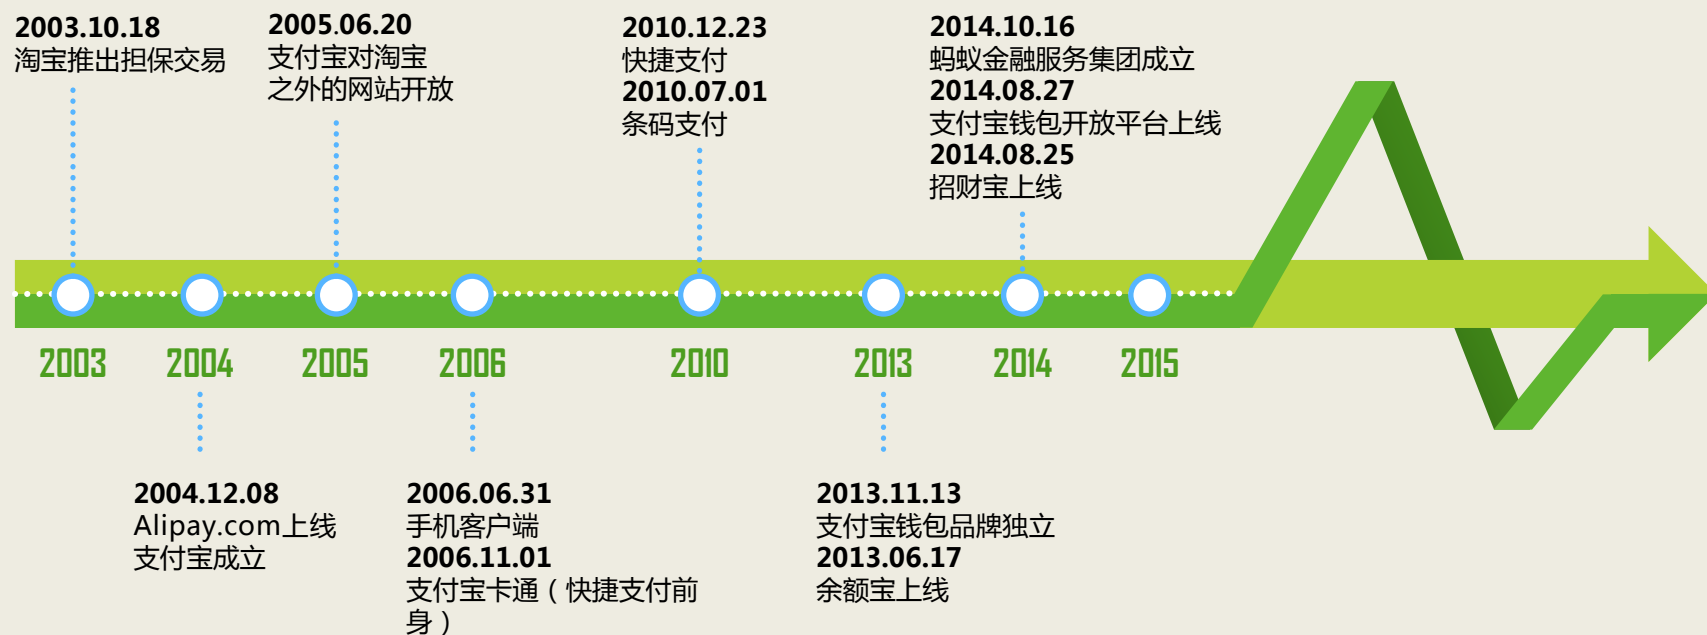 2003.10.18
淘宝推出担保交易
2005.06.20
支付宝对淘宝
之外的网站开放
2010.12.23
快捷支付
2010.07.01
条码支付
2014.10.16
蚂蚁金融服务集团成立
2014.08.27
支付宝钱包开放平台上线
2014.08.25
招财宝上线
2003
2004
2005
2006
2010
2013
2014
2015
2004.12.08
Alipay.com上线
支付宝成立
2006.06.31
手机客户端
2006.11.01
支付宝卡通（快捷支付前
身）
2013.11.13
支付宝钱包品牌独立
2013.06.17
余额宝上线